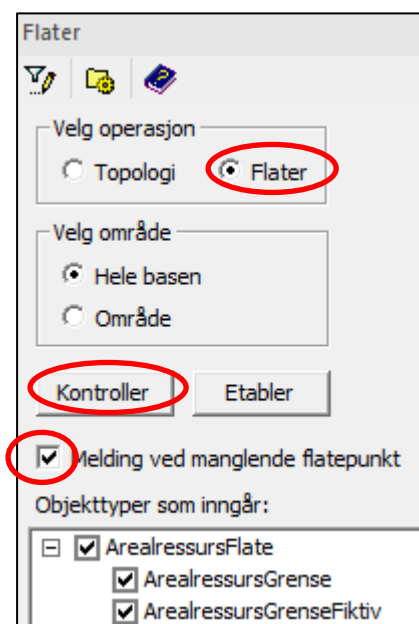 Flater
Velg operasjon
Topologi Flater
Velg område
Hele basen
Område
Kontroller Etabler
Melding ved manglende flatepunkt
Objekttyper som inngår:
ArealressursFlate
ArealressursGrense
ArealressursGrenseFiktiv